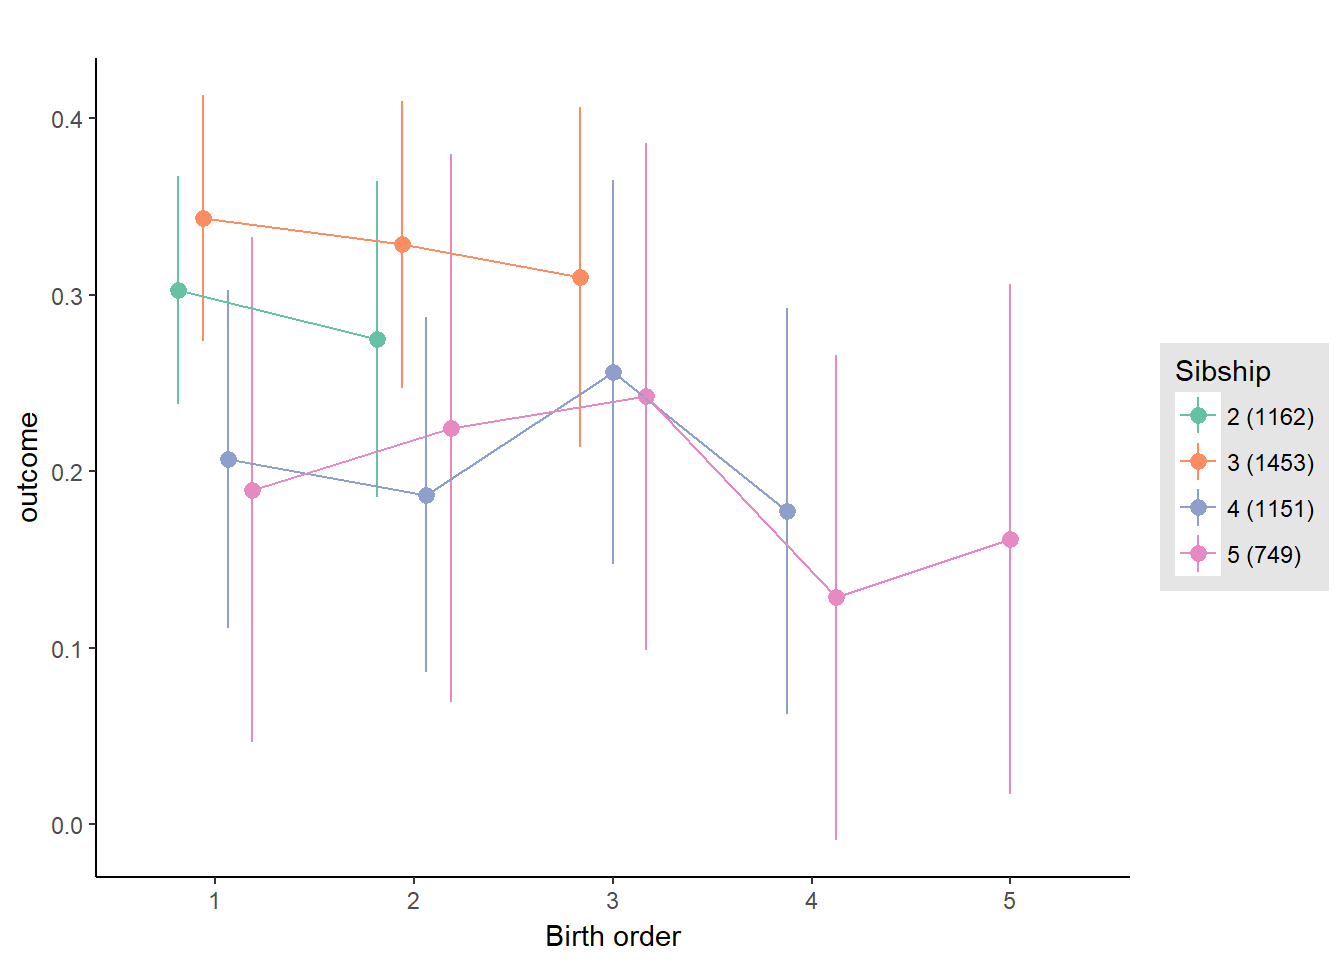 0.4
0.3
0.2
0.1
0.0
outcome
1 2 3 4 5
Birth order
Sibship
2 (1162)
3 (1453)
4 (1151)
5 (749)